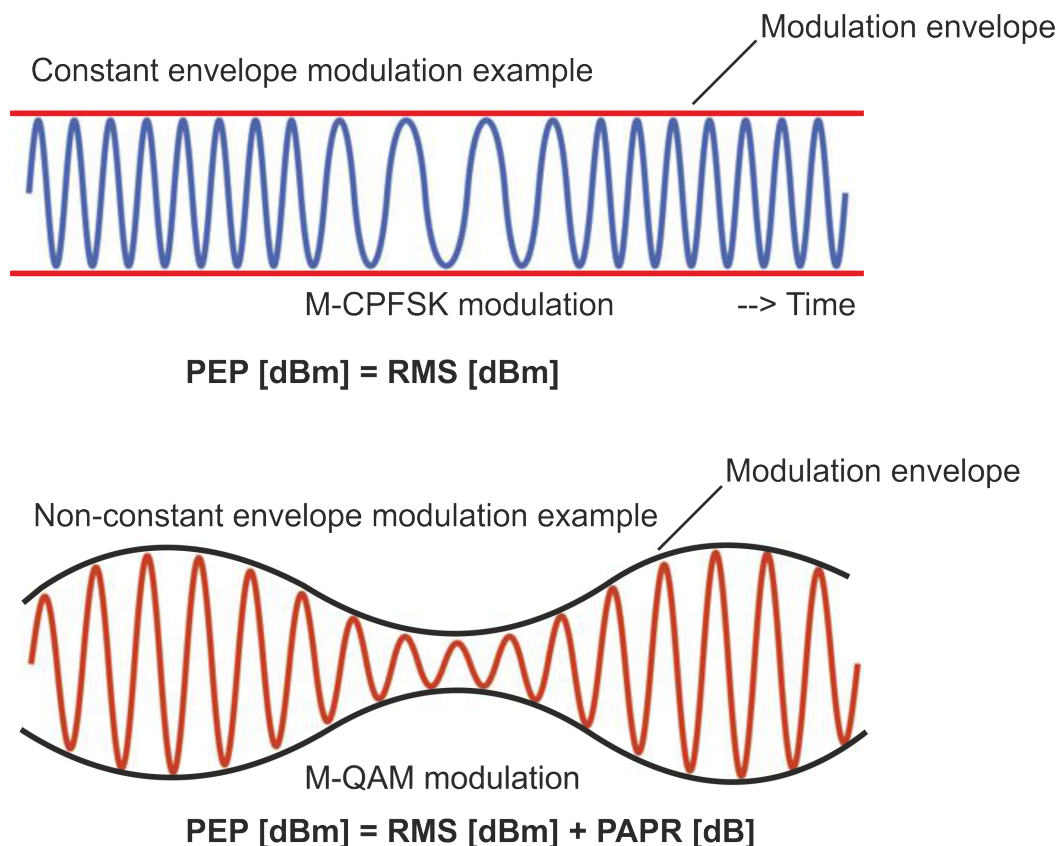 Modulation envelope
Constant envelope modulation example
M-CPFSK modulation
--> Time
PEP [dBm] = RMS [dBm]
Modulation envelope
Non-constant envelope modulation example
M-QAM modulation
PEP [dBm] = RMS [dBm] + PAPR [dB]